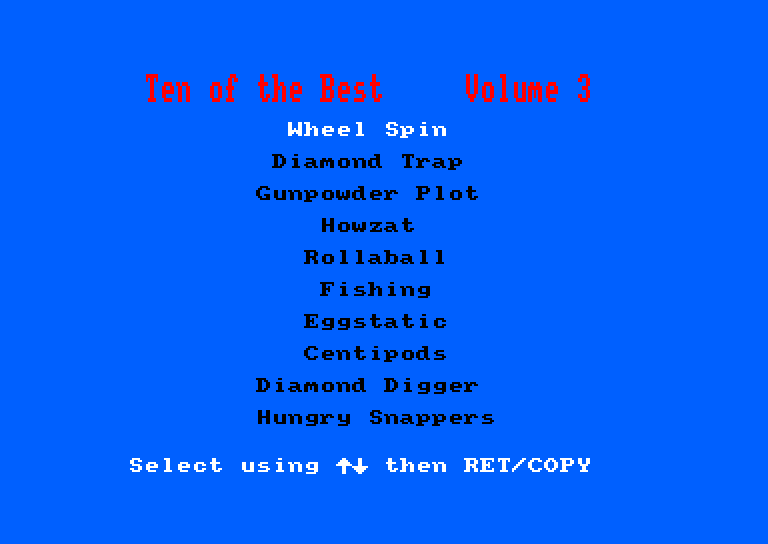 Ten of the Best Volume 3
Wheel Spin
Diamond Trap
Gunpowder Plot
Howzat
Rollaball
Fishing
Eggstatic
Centipods
Diamond Digger
Hungry Snappers
Select using ↑↓ then RET/COPY